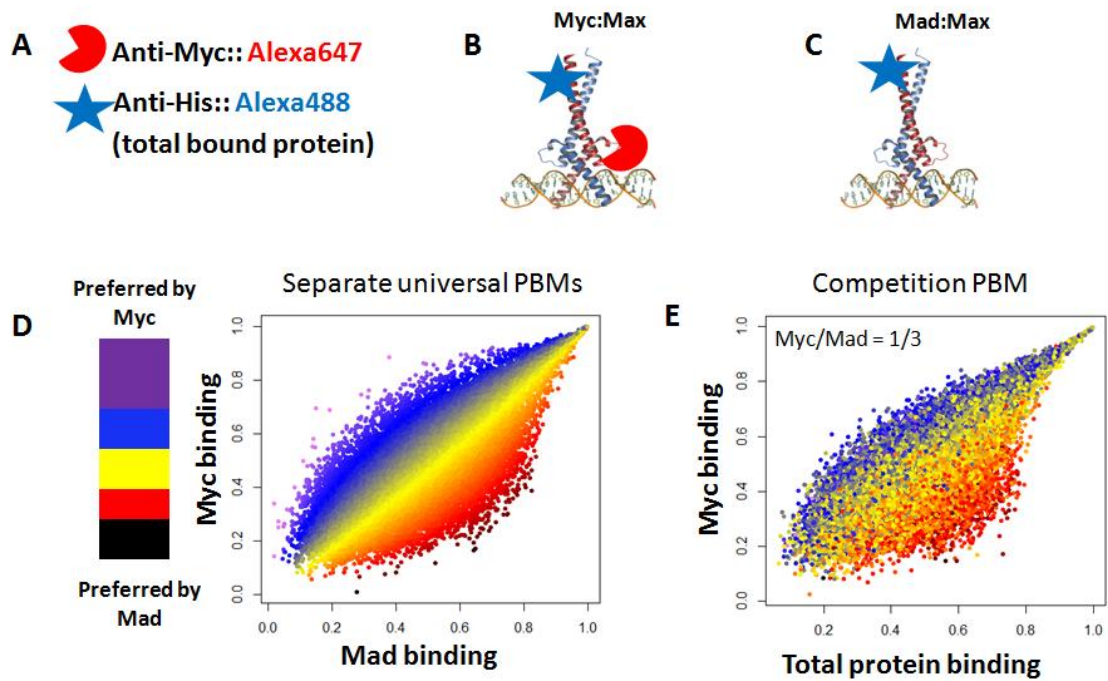 A
Anti-Myc:: Alexa647
Anti-His:: Alexa488
(total bound protein)
B
Myc:Max
C
Mad:Max
D
Preferred by
Myc
Preferred by
Mad
Separate universal PBMs
Myc binding
1.0
0.8
0.6
0.4
0.2
0.0
0.0 0.2 0.4 0.6 0.8 1.0
Mad binding
E
Competition PBM
Myc/Mad = 1/3
Myc binding
1.0
0.8
0.6
0.4
0.2
0.0
0.2 0.4 0.6 0.8 1.0
Total protein binding